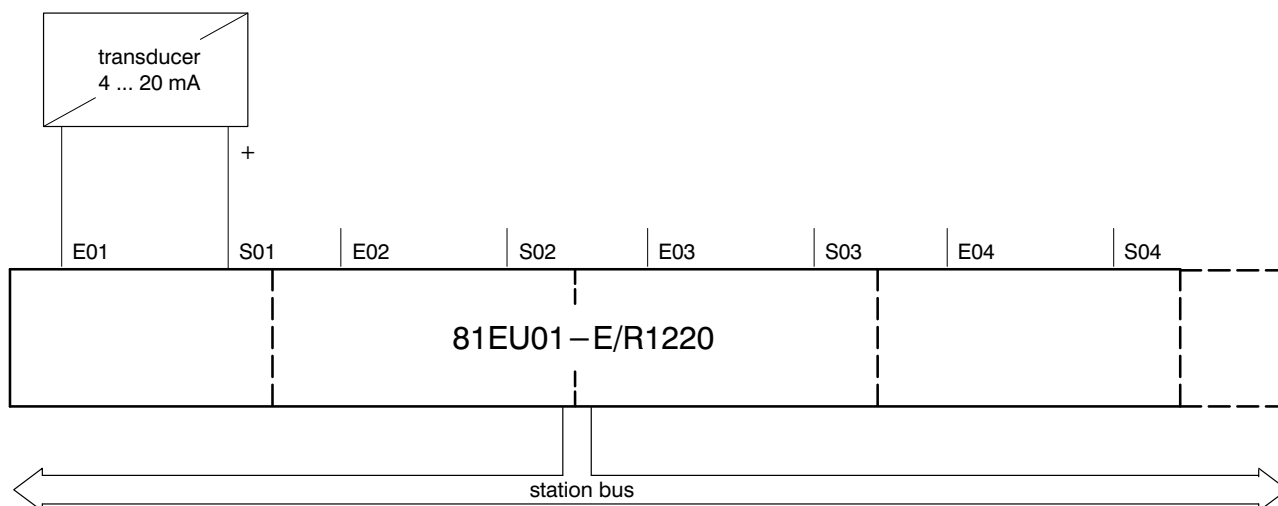 transducer
4 ... 20 mA
+
E01
S01
E02
S02
E03
S03
E04
S04
81EU01–E/R1220
station bus